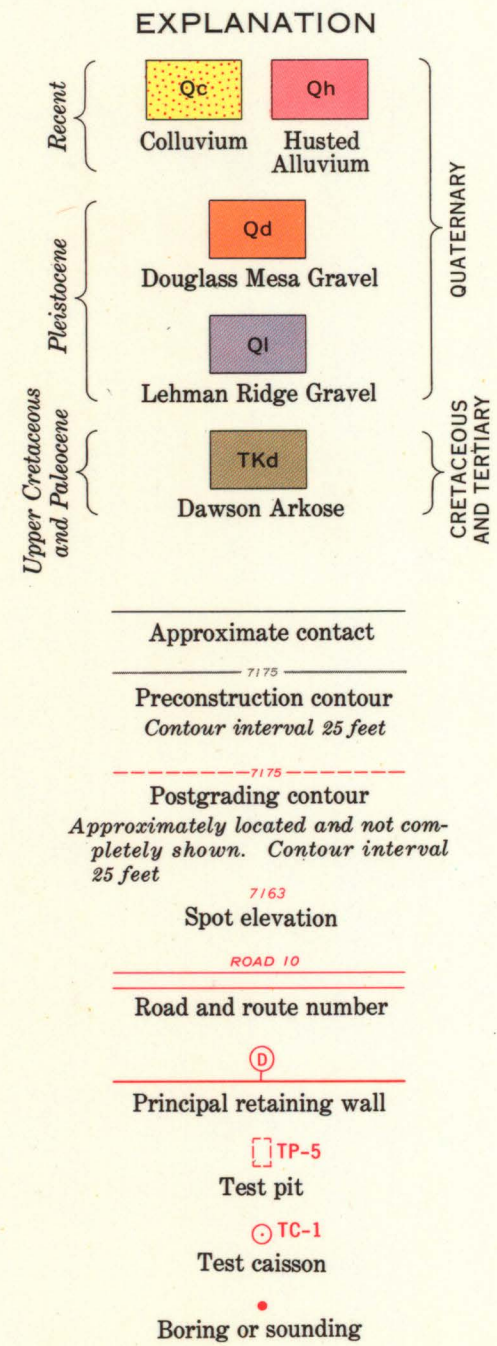 EXPLANATION
Recent
Qc
Qh
Colluvium
Husted
Alluvium
Pleistocene
Qd
Douglass Mesa Gravel
Ql
Lehman Ridge Gravel
QUATERNARY
Upper Cretaceous
and Paleocene
TKd
Dawson Arkose
CRETACEOUS
AND TERTIARY
Approximate contact
7175
Preconstruction contour
Contour interval 25 feet
7175
Postgrading contour
Approximately located and not com-
pletely shown. Contour interval
25 feet
7163
Spot elevation
ROAD 10
Road and route number
D
Principal retaining wall
TP-5
Test pit
TC-1
Test caisson
Boring or sounding